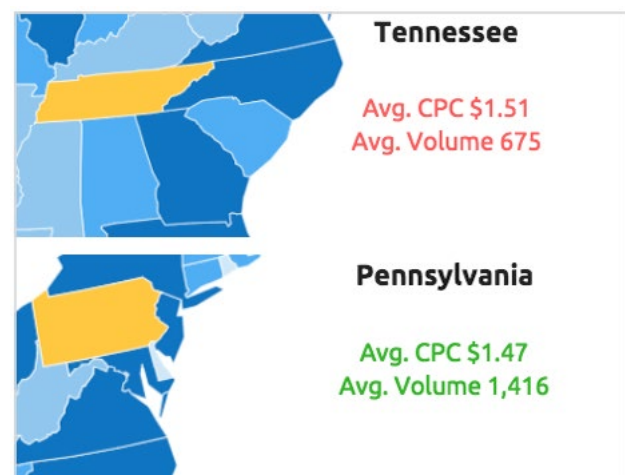 Tennessee
Avg. CPC $1.51
Avg. Volume 675
Pennsylvania
Avg. CPC $1.47
Avg. Volume 1,416